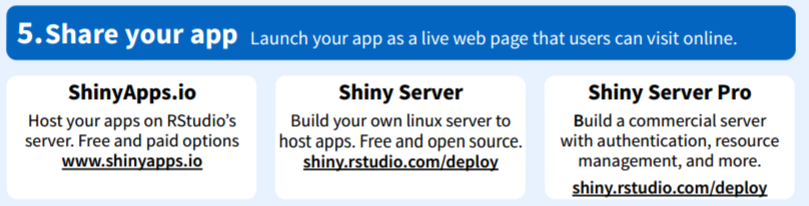 5.Share your app Launch your app as a live web page that users can visit online.
ShinyApps.io
Host your apps on RStudio's
server. Free and paid options
www.shinyapps.io
Shiny Server
Build your own linux server to
host apps. Free and open source.
shiny.rstudio.com/deploy
Shiny Server Pro
Build a commercial server
with authentication, resource
management, and more.
shiny.rstudio.com/deploy